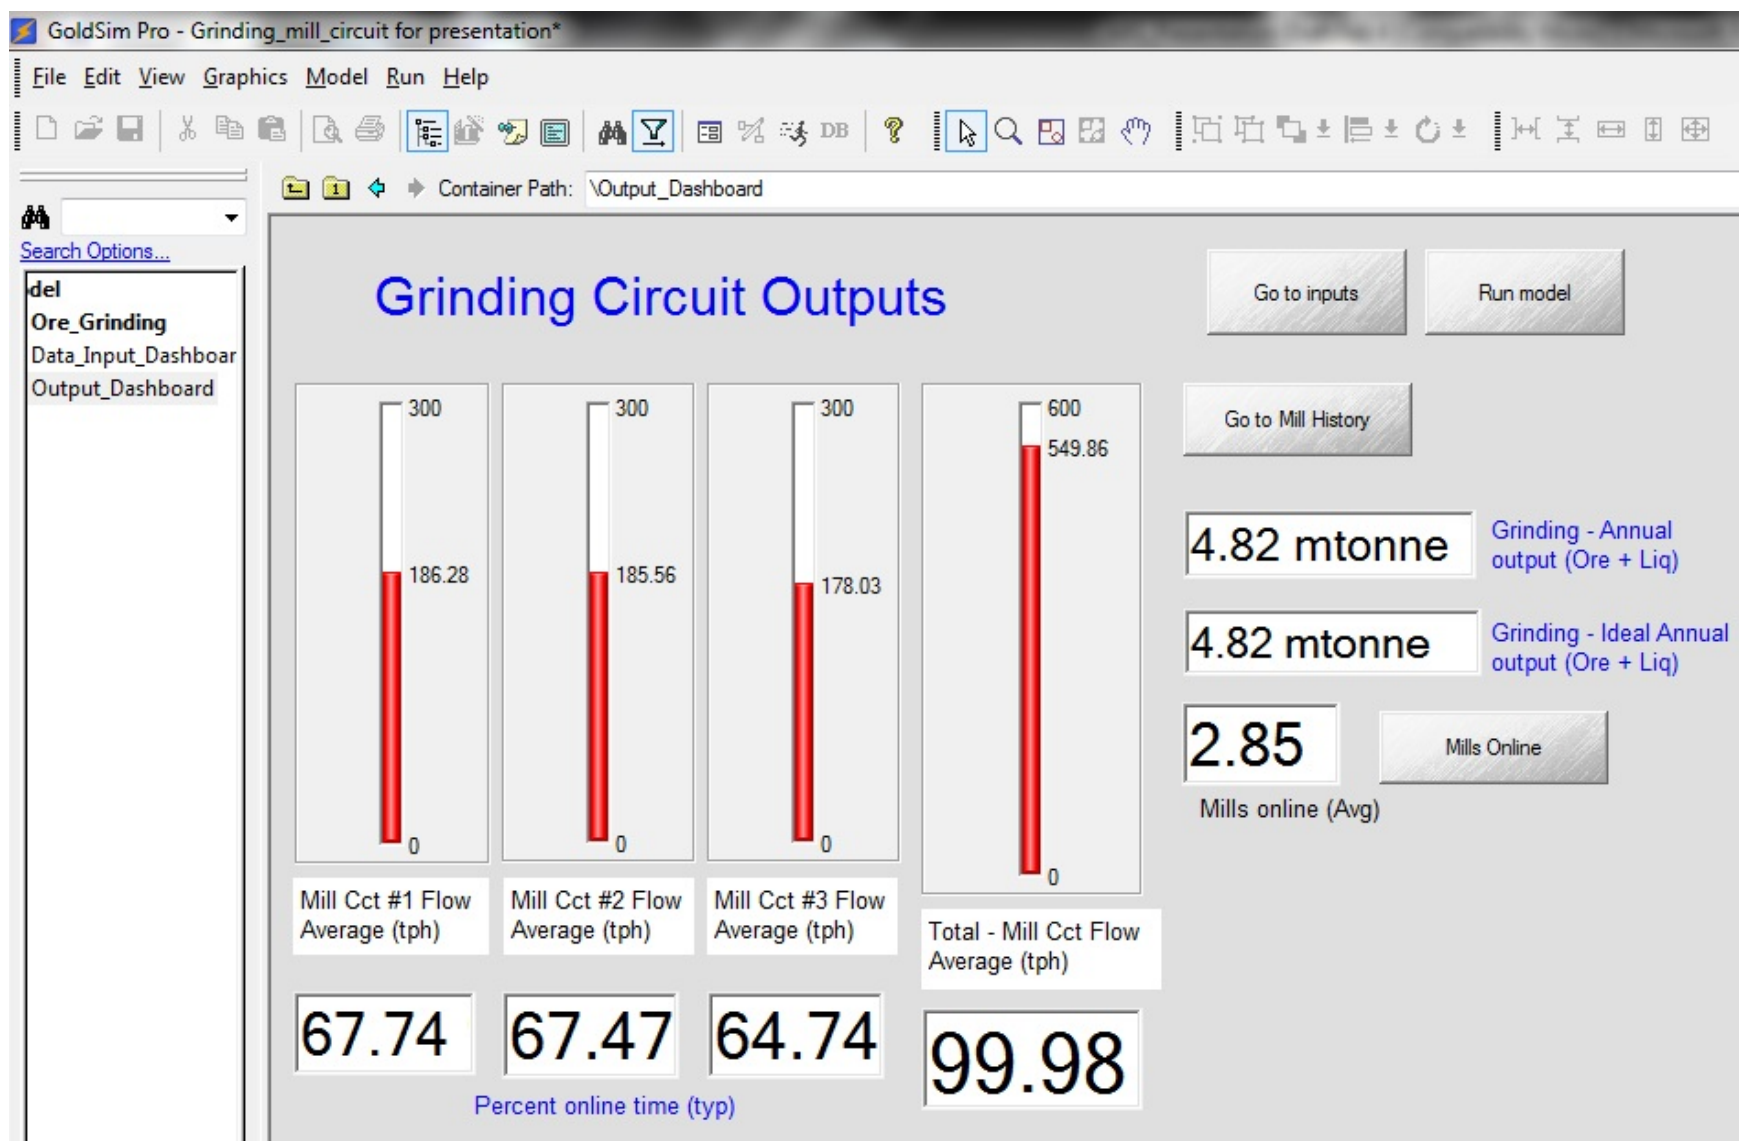 GoldSim Pro - Grinding_mill_circuit for presentation*
File Edit View Graphics Model Run Help
DB
Container Path: \Output_Dashboard
Search Options...
del
Ore_Grinding
Data_Input_Dashboar
Output_Dashboard
Grinding Circuit Outputs
Go to inputs
Run model
Go to Mill History
300
186.28
0
300
185.56
0
300
178.03
0
600
549.86
0
Mill Cct #1 Flow
Average (tph)
Mill Cct #2 Flow
Average (tph)
Mill Cct #3 Flow
Average (tph)
Total - Mill Cct Flow
Average (tph)
67.74
67.47
64.74
99.98
Percent online time (typ)
4.82 mtonne
Grinding - Annual
output (Ore + Liq)
4.82 mtonne
Grinding - Ideal Annual
output (Ore + Liq)
2.85
Mills Online
Mills online (Avg)